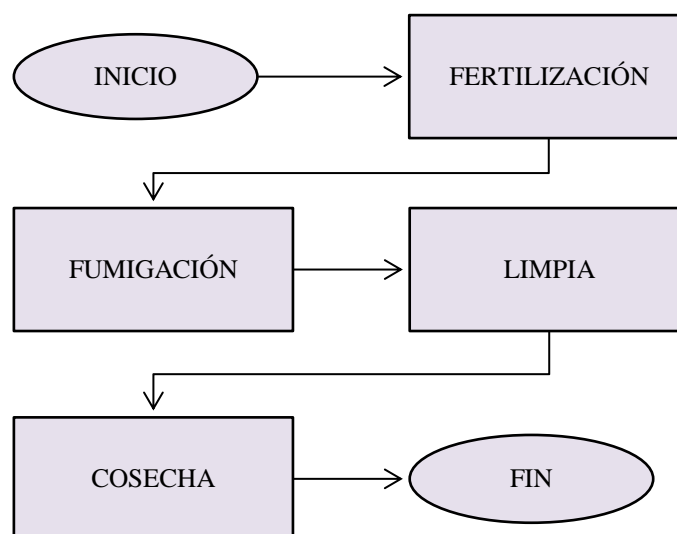 INICIO
FERTILIZACIÓN
FUMIGACIÓN
LIMPIA
COSECHA
FIN